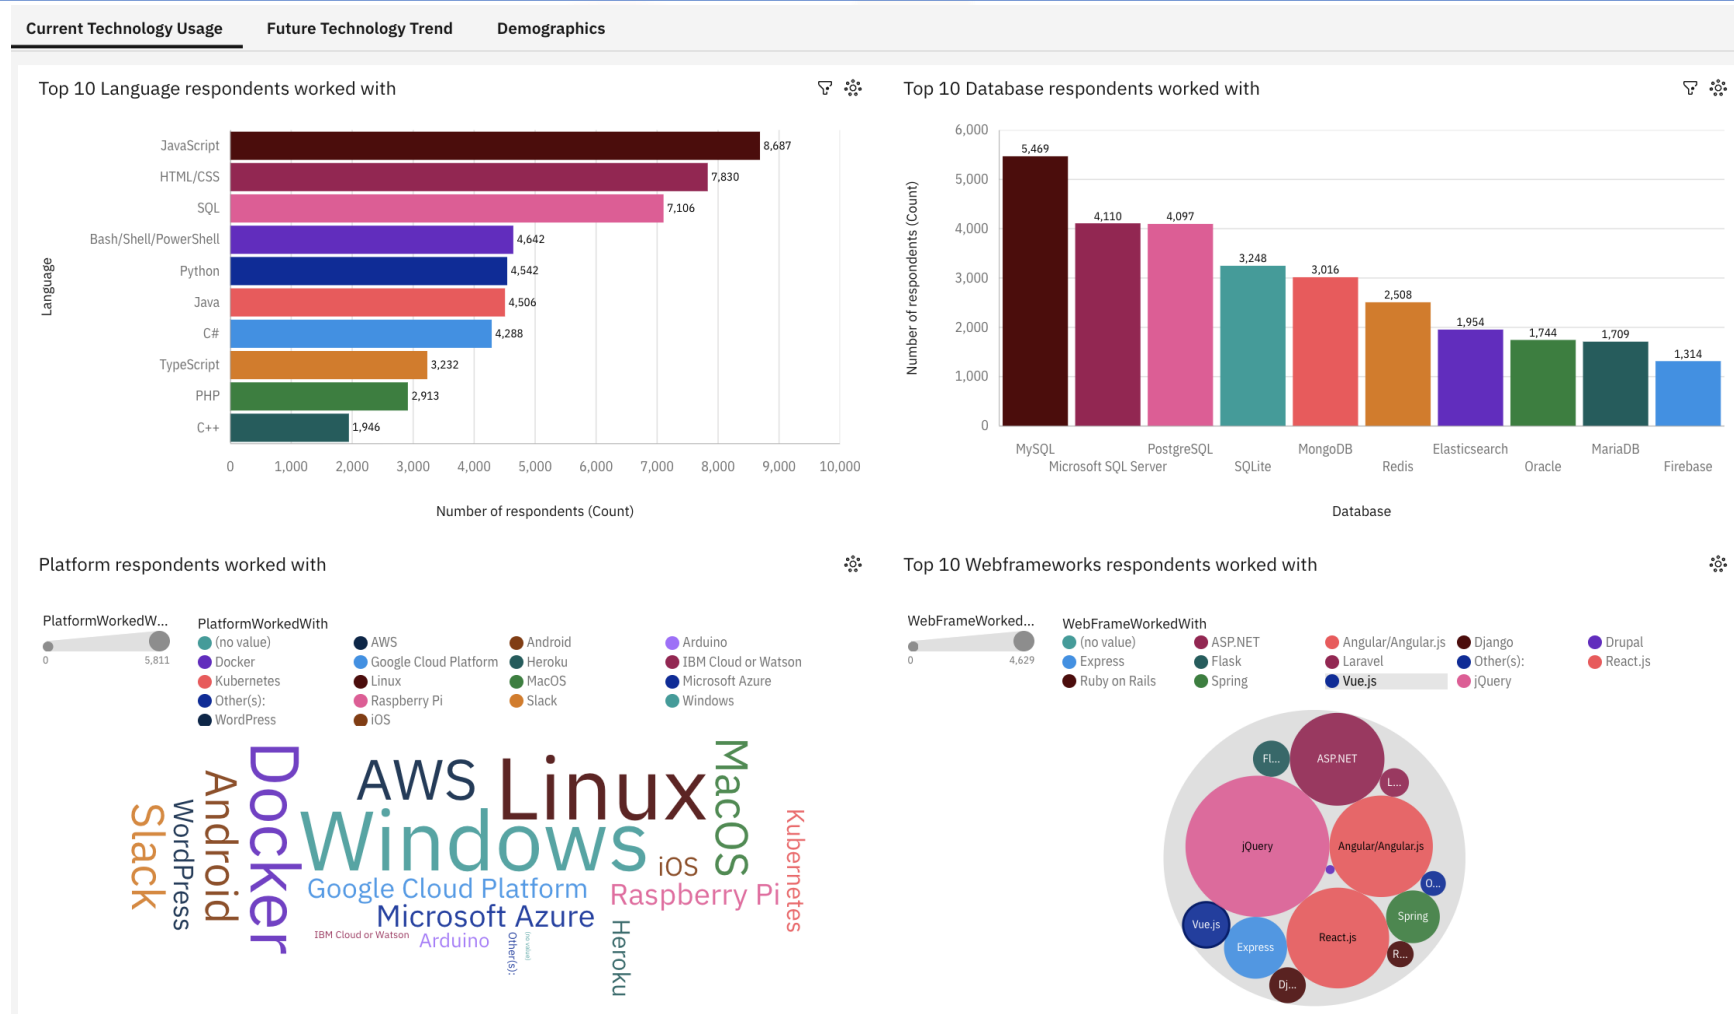 Current Technology Usage
Future Technology Trend
Demographics
Top 10 Language respondents worked with
Language
JavaScript
8,687
HTML/CSS
7,830
SQL
7,106
Bash/Shell/PowerShell
4,642
Python
4,542
Java
4,506
C#
4,288
TypeScript
3,232
PHP
2,913
C++
1,946
0 1,000 2,000 3,000 4,000 5,000 6,000 7,000 8,000 9,000 10,000
Number of respondents (Count)
Top 10 Database respondents worked with
Number of respondents (Count)
6,000
5,000
4,000
3,000
2,000
1,000
0
5,469
4,110
4,097
3,248
3,016
2,508
1,954
1,744
1,709
1,314
MySQL
Microsoft SQL Server
PostgreSQL
SQLite
MongoDB
Redis
Elasticsearch
Oracle
MariaDB
Firebase
Database
Platform respondents worked with
PlatformWorkedW...
0 5,811
PlatformWorkedWith
(no value) AWS Android Arduino
Docker Google Cloud Platform Heroku IBM Cloud or Watson
Kubernetes Linux MacOS Microsoft Azure
Other(s): Raspberry Pi Slack Windows
WordPress iOS
Slack
WordPress
Android
Docker
AWS
Linux
MacOS
Windows
iOS
Kubernetes
Google Cloud Platform
Raspberry Pi
Microsoft Azure
IBM Cloud or Watson
Arduino
Other(s):
(no value)
Heroku
Top 10 Webframeworks respondents worked with
WebFrameWorked...
0 4,629
WebFrameWorkedWith
(no value) ASP.NET Angular/Angular.js Django Drupal
Express Flask Laravel Other(s): React.js
Ruby on Rails Spring Vue.js jQuery
Fl...
ASP.NET
L...
jQuery
Angular/Angular.js
O...
Spring
Vue.js
React.js
Express
R...
Dj...